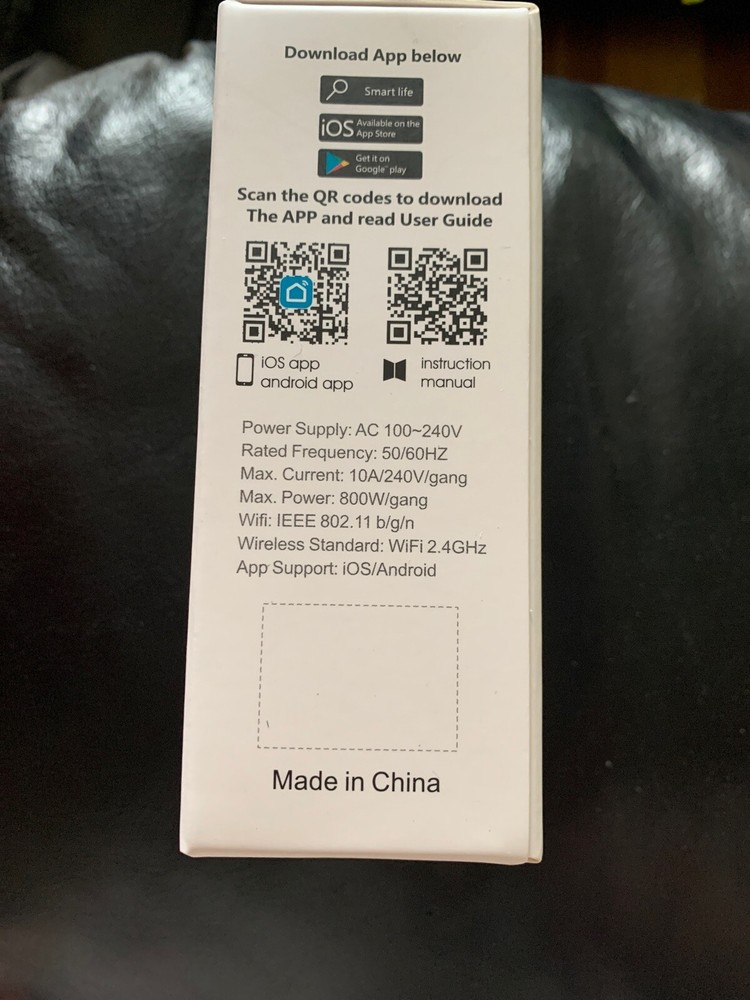 Download App below
Smart life
iOS Available on the
App Store
Get it on
Google™ play
Scan the QR codes to download
The APP and read User Guide
iOS app
android app
instruction
manual
Power Supply: AC 100~240V
Rated Frequency: 50/60HZ
Max. Current: 10A/240V/gang
Max. Power: 800W/gang
Wifi: IEEE 802.11 b/g/n
Wireless Standard: WiFi 2.4GHz
App Support: iOS/Android
Made in China